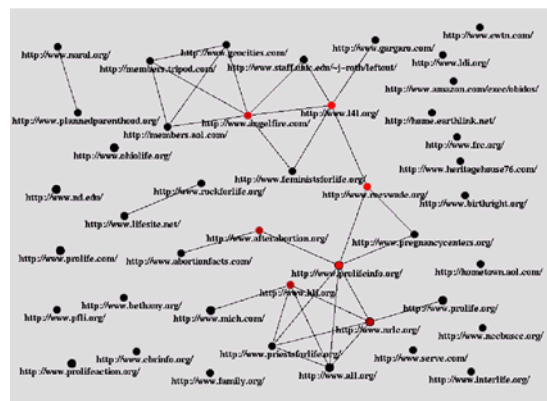 http://www.ewtn.com/
http://www.naral.org/
http://www.geocities.com/
http://www.gargaro.com/
http://members.tripod.com/
http://www.staff.uiuc.edu/~j-roth/leftout/
http://www.ldi.org/
http://www.amazon.com/exec/obidos/
http://www.plannedparenthood.org/
http://www.angelfire.com/
http://www.l4l.org/
http://home.earthlink.net/
http://members.aol.com/
http://www.frc.org/
http://www.ohiolife.org/
http://www.heritagehouse76.com/
http://www.feministsforlife.org/
http://www.nd.edu/
http://www.rockforlife.org/
http://www.roevwade.org/
http://www.birthright.org/
http://www.lifesite.net/
http://www.afterabortion.org/
http://www.pregnancycenters.org/
http://www.prolife.com/
http://www.abortionfacts.com/
http://www.prolifeinfo.org/
http://hometown.aol.com/
http://www.hli.org/
http://www.bethany.org/
http://www.prolife.org/
http://www.pfli.org/
http://www.mich.com/
http://www.nrlc.org/
http://www.nccbuscc.org/
http://www.cbrinfo.org/
http://www.priestsforlife.org/
http://www.serve.com/
http://www.prolifeaction.org/
http://www.family.org/
http://www.all.org/
http://www.interlife.org/